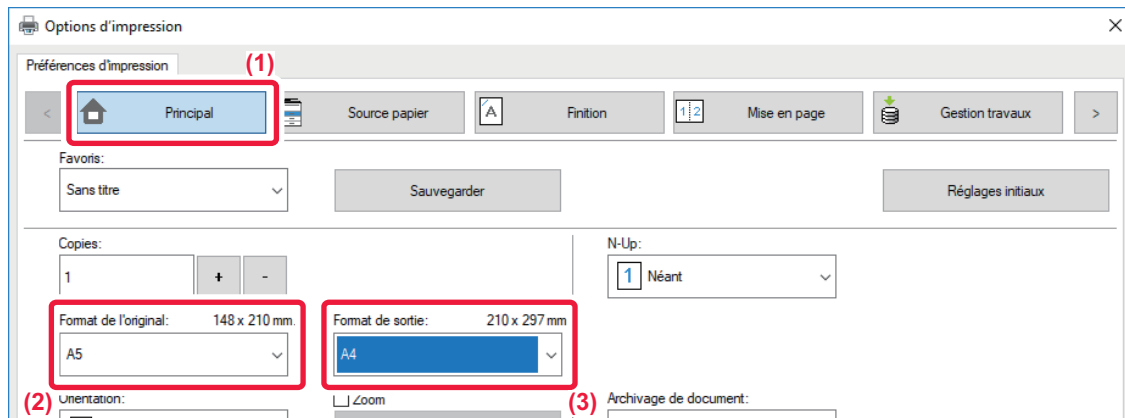 Options d'impression
Préférences d'impression
(1)
< Principal Source papier A Finition 1 2 Mise en page Gestion travaux >
Favoris:
Sans titre Sauvegarder Réglages initiaux
Copies: N-Up:
1 + - 1 Néant
Format de l'original: 148 x 210 mm. Format de sortie: 210 x 297 mm
A5 A4
(2) Orientation: Zoom (3) Archivage de document: